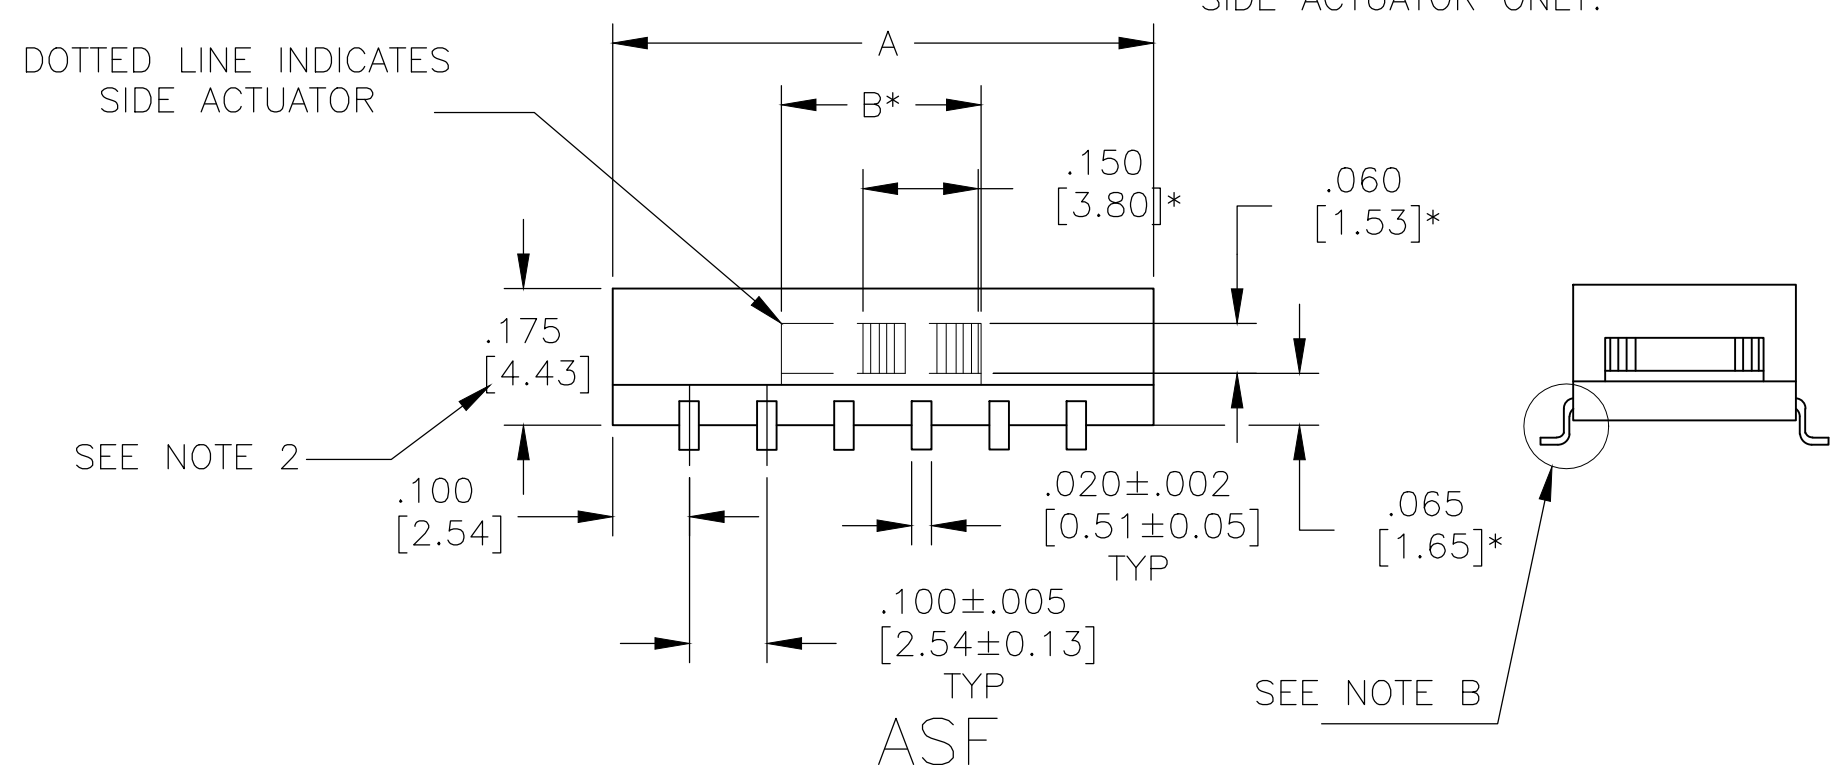 SIDE ACTUATOR ONLY.
DOTTED LINE INDICATES
SIDE ACTUATOR
A
B*
.150
[3.80]*
.060
[1.53]*
.175
[4.43]
SEE NOTE 2
.100
[2.54]
.020±.002
[0.51±0.05]
TYP
.065
[1.65]*
.100±.005
[2.54±0.13]
TYP
SEE NOTE B
ASF